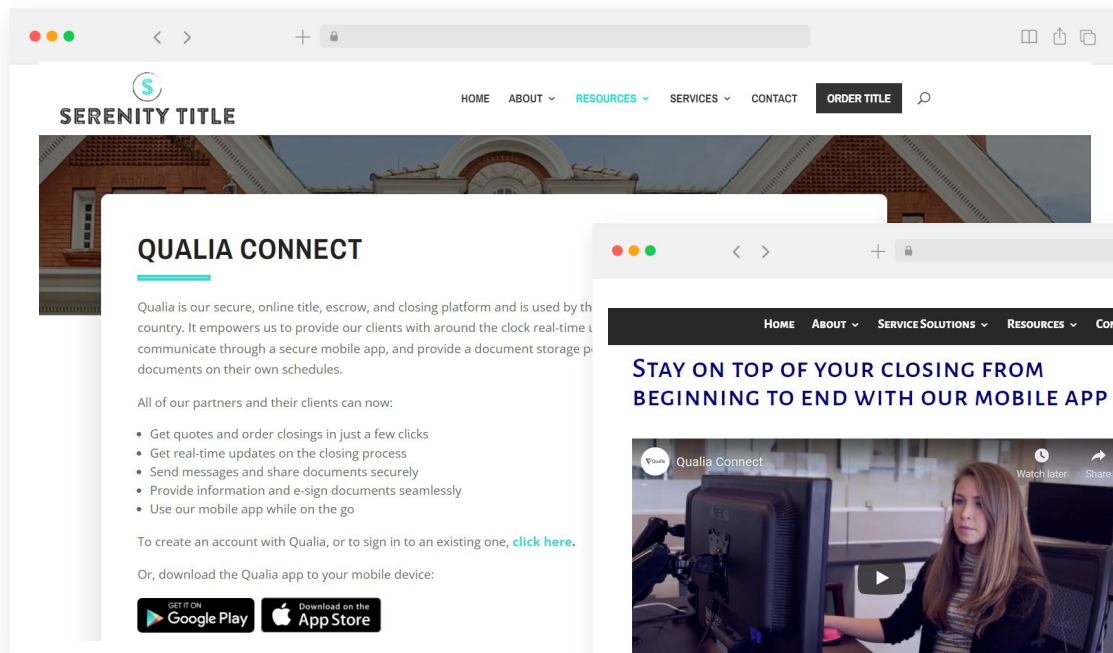 S
SERENITY TITLE
HOME ABOUT RESOURCES SERVICES CONTACT ORDER TITLE
QUALIA CONNECT
Qualia is our secure, online title, escrow, and closing platform and is used by
country. It empowers us to provide our clients with around the clock real-time
communicate through a secure mobile app, and provide a document storage
documents on their own schedules.
All of our partners and their clients can now:
• Get quotes and order closings in just a few clicks
• Get real-time updates on the closing process
• Send messages and share documents securely
• Provide information and e-sign documents seamlessly
• Use our mobile app while on the go
To create an account with Qualia, or to sign in to an existing one, click here.
Or, download the Qualia app to your mobile device:
GET IT ON
Google Play
Download on the
App Store
HOME ABOUT SERVICE SOLUTIONS RESOURCES
STAY ON TOP OF YOUR CLOSING FROM
BEGINNING TO END WITH OUR MOBILE APP
Qualia
Qualia Connect
Watch later
Share